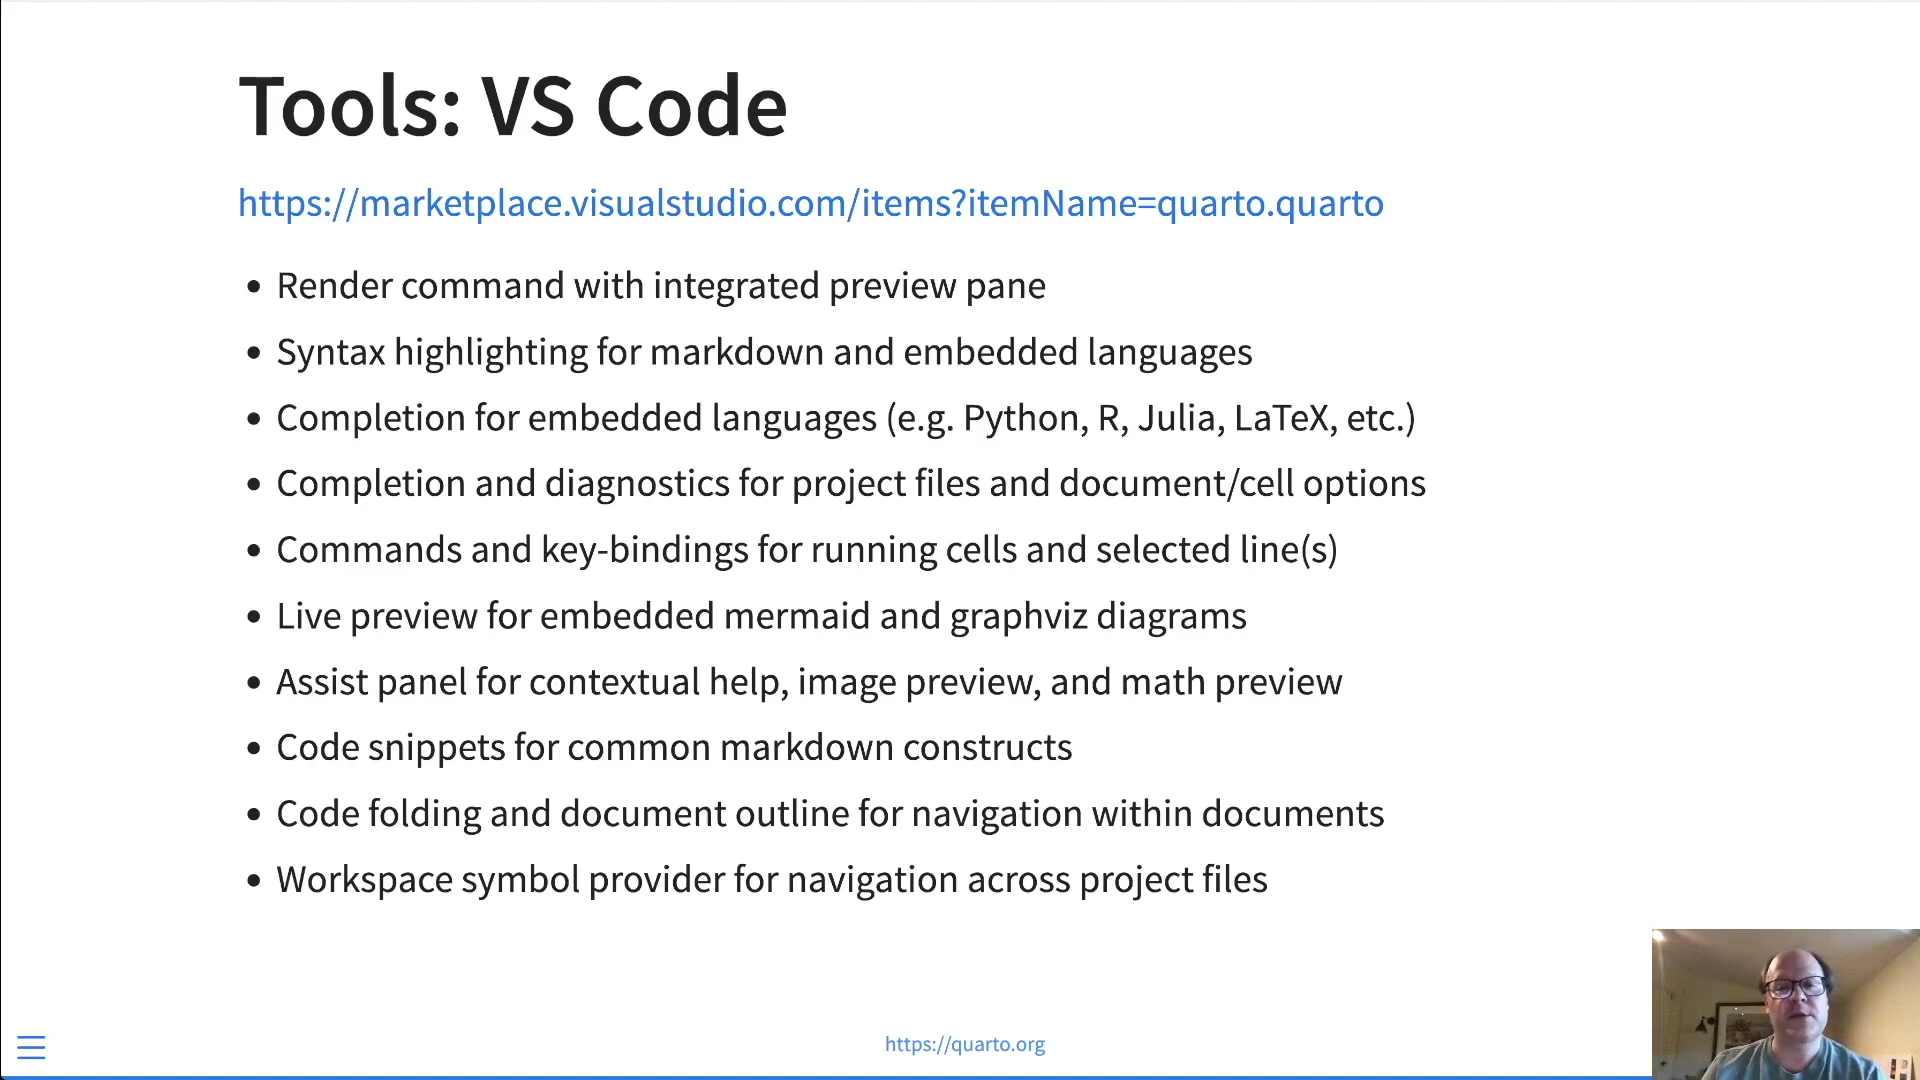 Tools: VS Code
https://marketplace.visualstudio.com/items?itemName=quarto.quarto
• Render command with integrated preview pane
• Syntax highlighting for markdown and embedded languages
• Completion for embedded languages (e.g. Python, R, Julia, LaTeX, etc.)
• Completion and diagnostics for project files and document/cell options
• Commands and key-bindings for running cells and selected line(s)
• Live preview for embedded mermaid and graphviz diagrams
• Assist panel for contextual help, image preview, and math preview
• Code snippets for common markdown constructs
• Code folding and document outline for navigation within documents
• Workspace symbol provider for navigation across project files
https://quarto.org